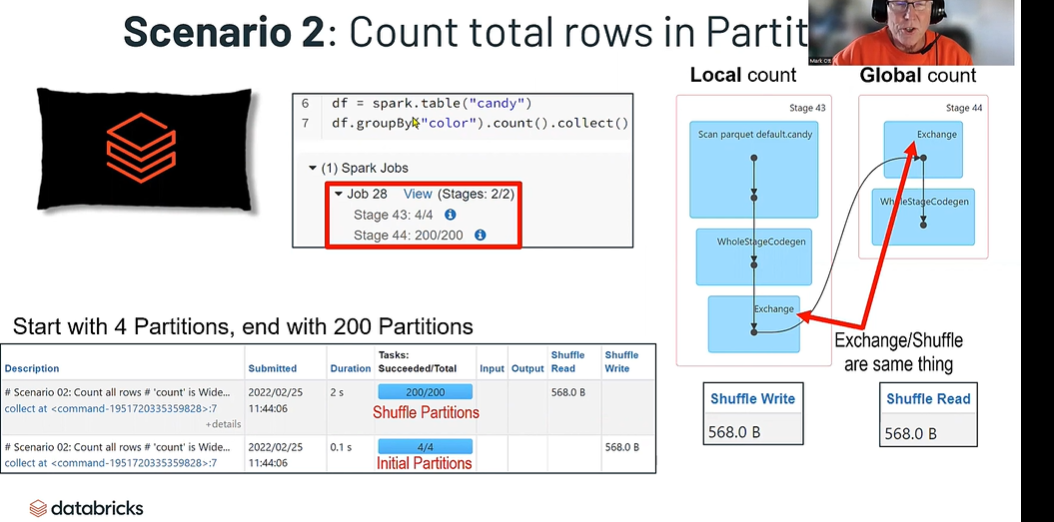 Scenario 2: Count total rows in Partit
Mark Ott
Local count
Global count
6 df = spark.table("candy")
7 df.groupBy("color").count().collect()
(1) Spark Jobs
Job 28 View (Stages: 2/2)
Stage 43: 4/4
Stage 44: 200/200
Stage 43
Scan parquet default.candy
WholeStageCodegen
Exchange
Stage 44
Exchange
WholeStageCodegen
Exchange/Shuffle
are same thing
Start with 4 Partitions, end with 200 Partitions
Description Submitted Duration Tasks: Succeeded/Total Input Output Shuffle Read Shuffle Write
# Scenario 02: Count all rows # 'count' is Wide... 2022/02/25 2 s 200/200 568.0 B
collect at <command-1951720335359828>:7 11:44:06 Shuffle Partitions
+details
# Scenario 02: Count all rows # 'count' is Wide... 2022/02/25 0.1 s 4/4 568.0 B
collect at <command-1951720335359828>:7 11:44:06 Initial Partitions
Shuffle Write
568.0 B
Shuffle Read
568.0 B
databricks